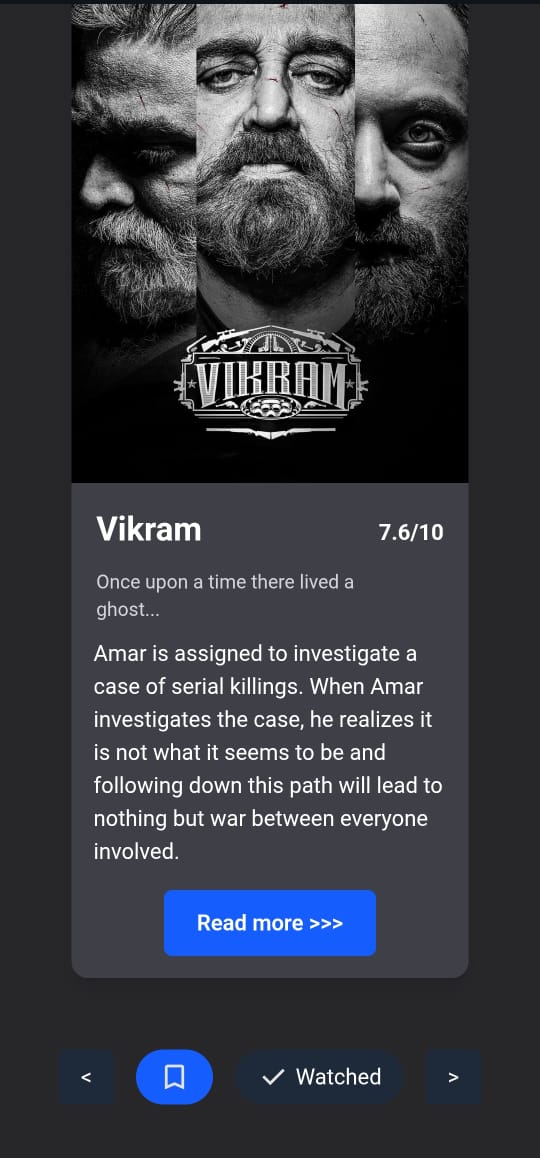 VIKRAM
Vikram
7.6/10
Once upon a time there lived a
ghost...
Amar is assigned to investigate a
case of serial killings. When Amar
investigates the case, he realizes it
is not what it seems to be and
following down this path will lead to
nothing but war between everyone
involved.
Read more >>>
<
Watched
>